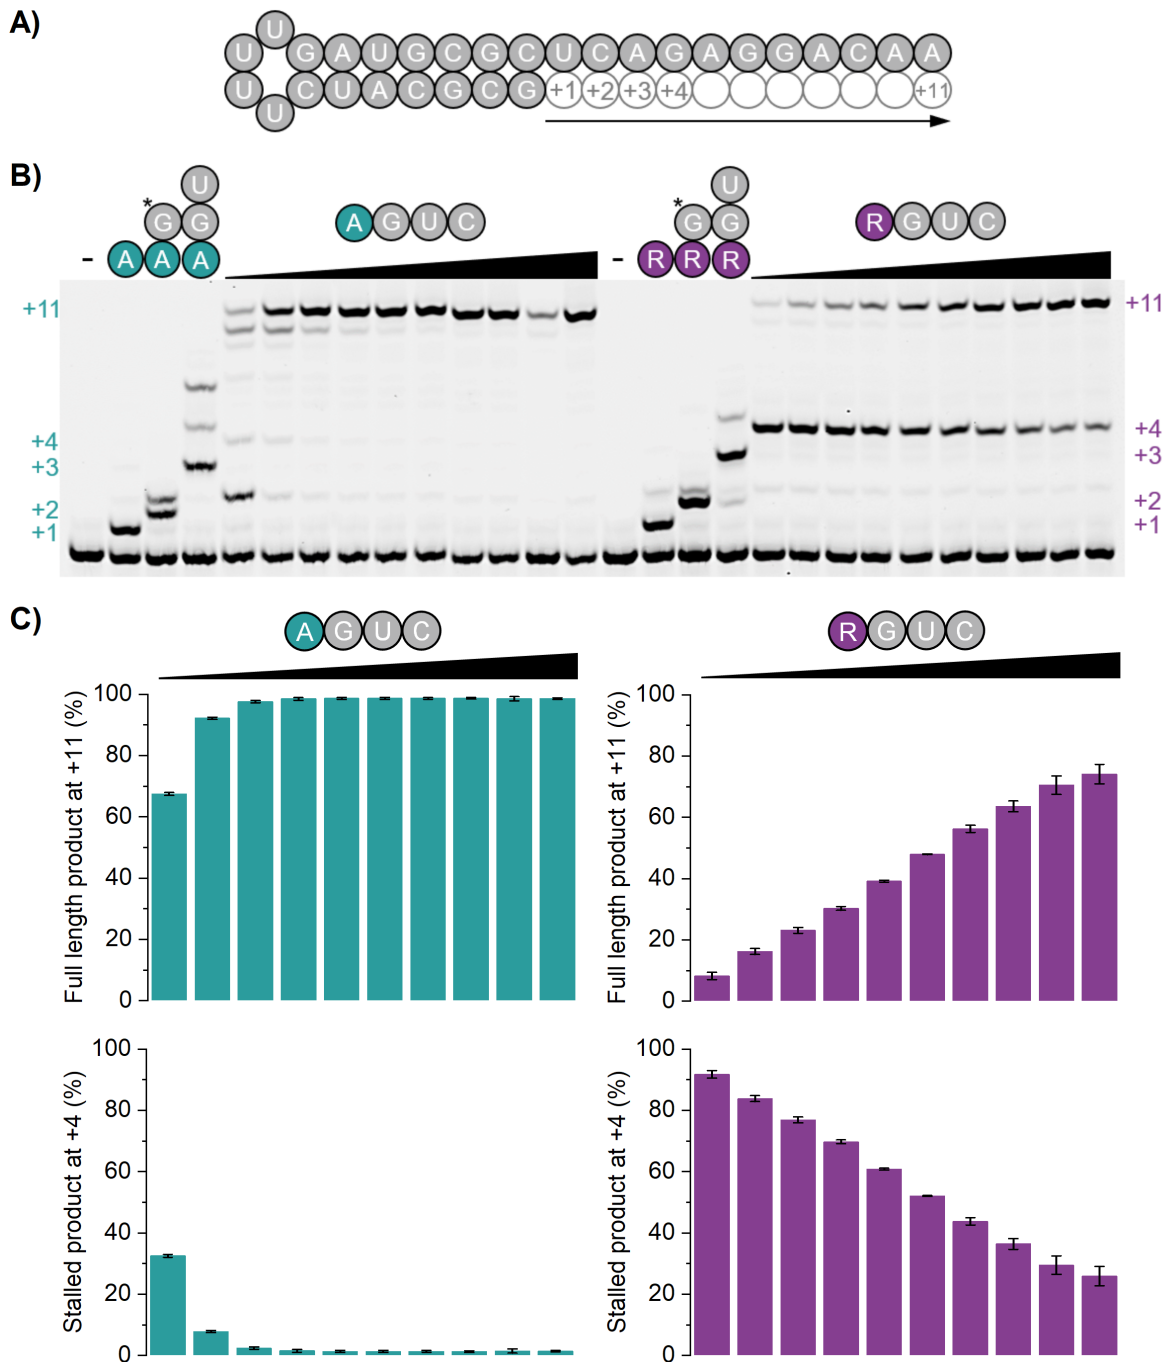 A)
U U G A U G C G C U C A G A G G A C A A
U U C U A C G C G +1 +2 +3 +4 +11
B)
U U
* G G * G G
- A A A A G U C - R R R R G U C
+11 +11
+4 +4
+3 +3
+2 +2
+1 +1
C)
A G U C
R G U C
Full length product at +11 (%)
100
80
60
40
20
0
Full length product at +11 (%)
100
80
60
40
20
0
Stalled product at +4 (%)
100
80
60
40
20
0
Stalled product at +4 (%)
100
80
60
40
20
0